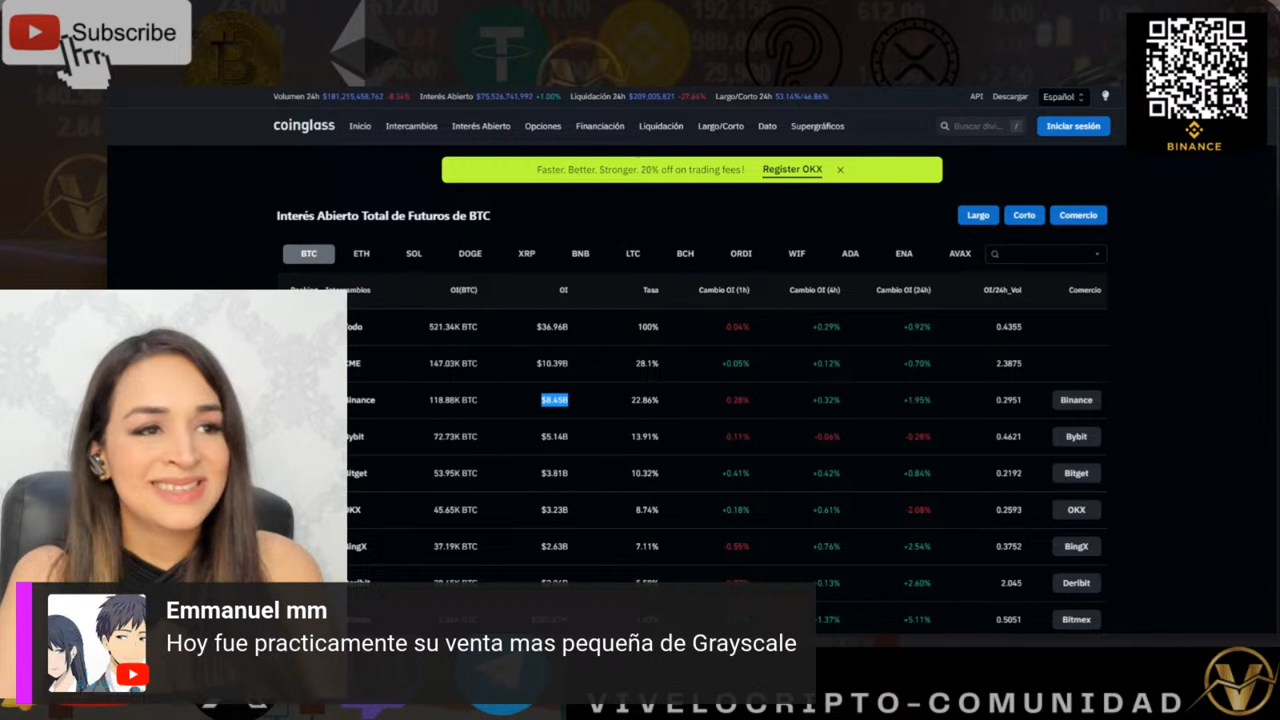 Subscribe
Volumen 24h $181,215,458,762 -8.34% Interés Abierto $75,526,741,992 +1.00% Liquidación 24h $209,005,821 -27.64% Largo/Corto 24h 53.14%/46.86%
API Descargar Español
coinglass Inicio Intercambios Interés Abierto Opciones Financiación Liquidación Largo/Corto Dato Supergráficos
Buscar divi... / Iniciar sesión
BINANCE
Faster. Better. Stronger. 20% off on trading fees! Register OKX ×
Interés Abierto Total de Futuros de BTC
Largo Corto Comercio
BTC ETH SOL DOGE XRP BNB LTC BCH ORDI WIF ADA ENA AVAX
OI(BTC) OI Tasa Cambio OI (1h) Cambio OI (4h) Cambio OI (24h) OI/24h_Vol Comercio
odo 521.34K BTC $36.96B 100% 0.04% +0.29% +0.92% 0.4355
CME 147.03K BTC $10.39B 28.1% +0.05% +0.12% +0.70% 2.3875
inance 118.88K BTC $8.45B 22.86% 0.28% +0.32% +1.95% 0.2951 Binance
ybit 72.73K BTC $5.14B 13.91% -0.11% -0.06% -0.28% 0.4621 Bybit
itget 53.95K BTC $3.81B 10.32% +0.41% +0.42% +0.84% 0.2192 Bitget
KX 45.65K BTC $3.23B 8.74% +0.18% +0.61% -2.08% 0.2593 OKX
ingX 37.19K BTC $2.63B 7.11% 0.55% +0.76% +2.54% 0.3752 BingX
0.13% +2.60% 2.045 Deribit
1.37% +5.11% 0.5051 Bitmex
Emmanuel mm
Hoy fue practicamente su venta mas pequeña de Grayscale
VIVELOCRIPTO-COMUNIDAD